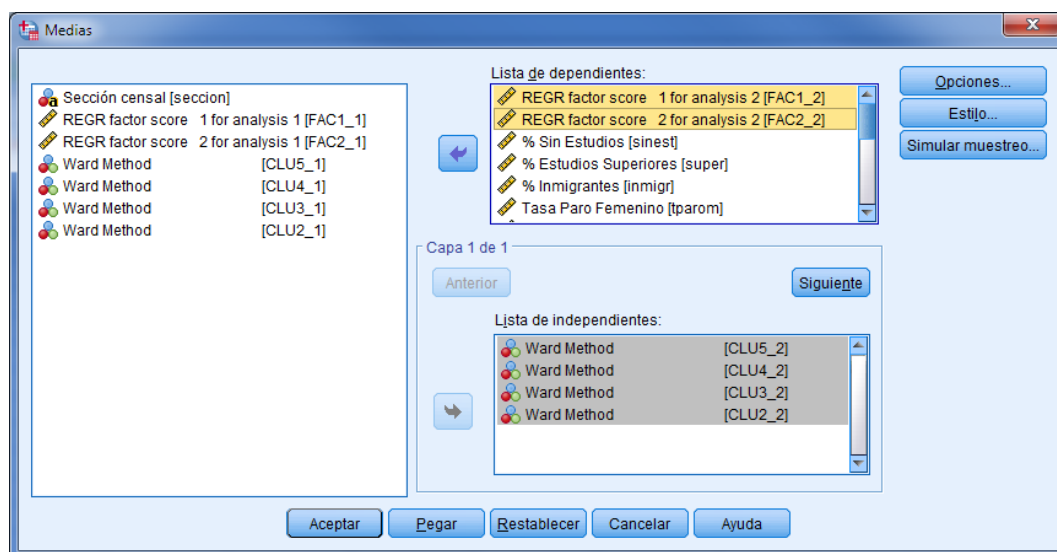 Medias
Lista de dependientes:
Sección censal [seccion]
REGR factor score 1 for analysis 1 [FAC1_1]
REGR factor score 2 for analysis 1 [FAC2_1]
Ward Method [CLU5_1]
Ward Method [CLU4_1]
Ward Method [CLU3_1]
Ward Method [CLU2_1]
REGR factor score 1 for analysis 2 [FAC1_2]
REGR factor score 2 for analysis 2 [FAC2_2]
% Sin Estudios [sinest]
% Estudios Superiores [super]
% Inmigrantes [inmigr]
Tasa Paro Femenino [tparom]
Opciones...
Estilo...
Simular muestreo...
Capa 1 de 1
Anterior
Siguiente
Lista de independientes:
Ward Method [CLU5_2]
Ward Method [CLU4_2]
Ward Method [CLU3_2]
Ward Method [CLU2_2]
Aceptar
Pegar
Restablecer
Cancelar
Ayuda